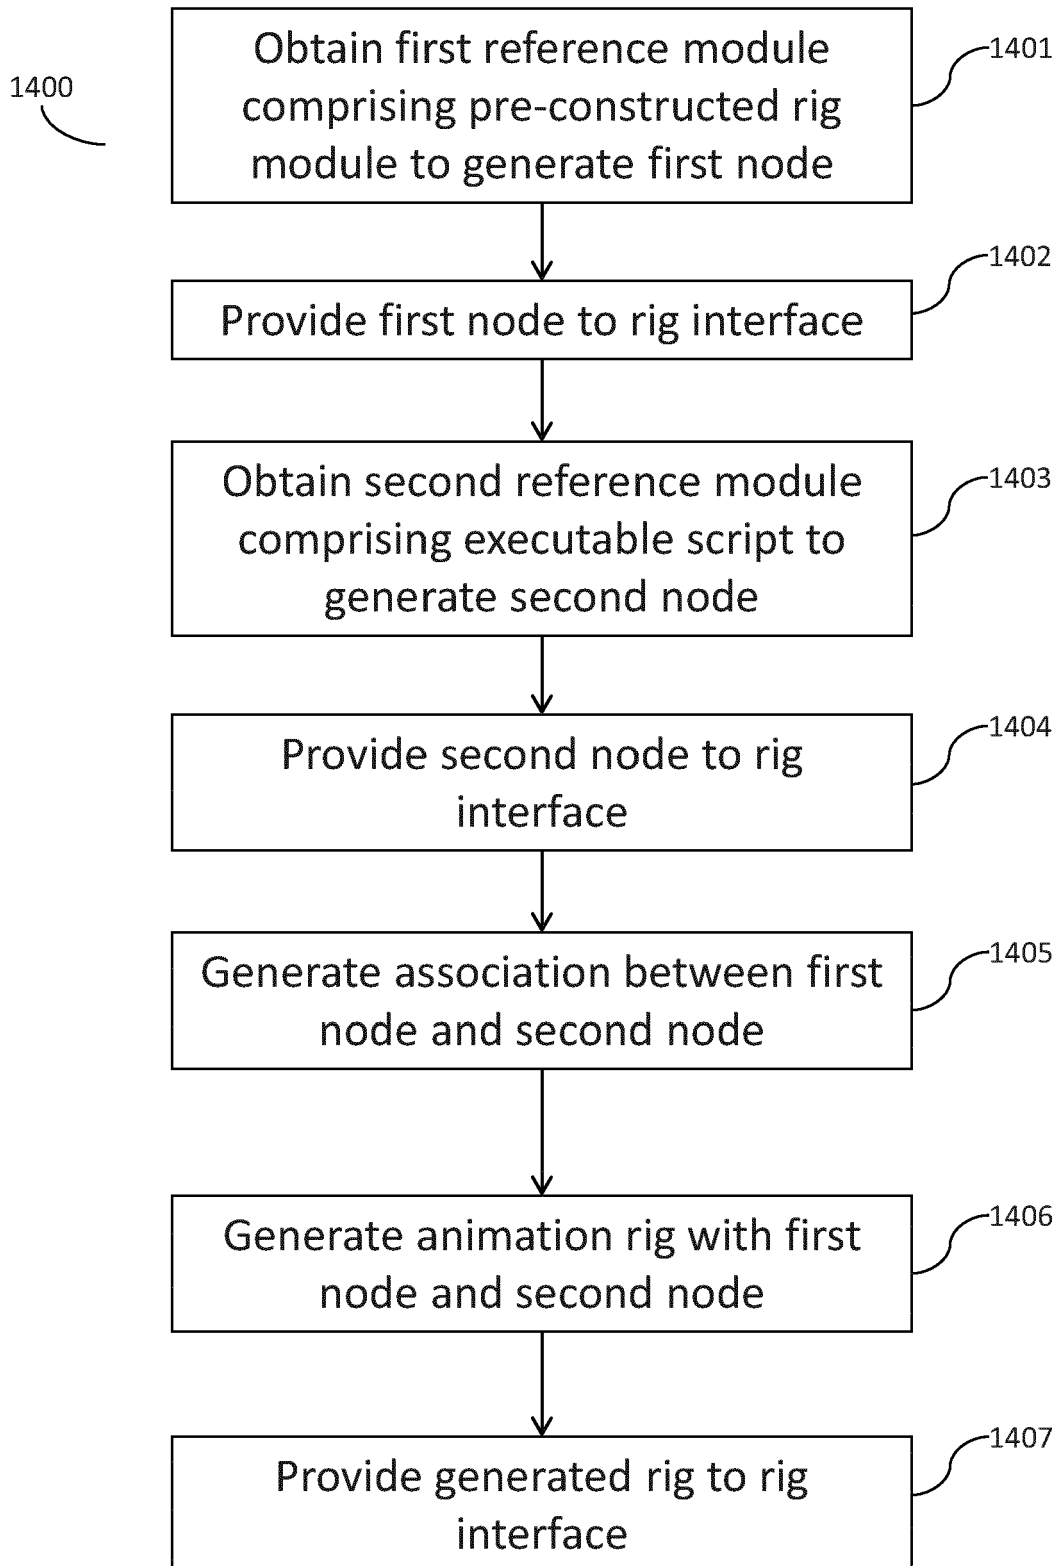 1400
Obtain first reference module
comprising pre-constructed rig
module to generate first node
1401
Provide first node to rig interface
1402
Obtain second reference module
comprising executable script to
generate second node
1403
Provide second node to rig
interface
1404
Generate association between first
node and second node
1405
Generate animation rig with first
node and second node
1406
Provide generated rig to rig
interface
1407